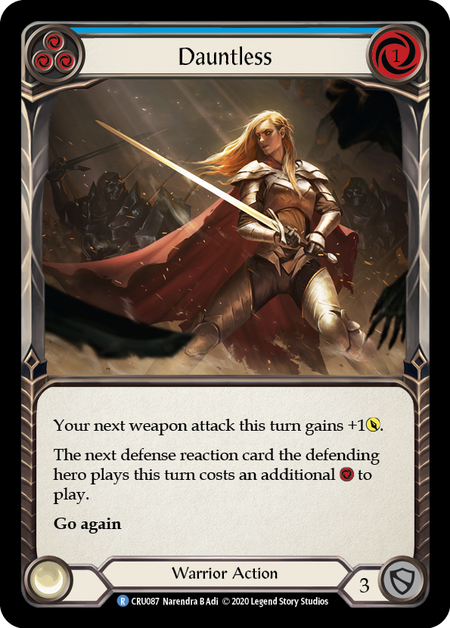 Dauntless
1
Your next weapon attack this turn gains +1.
The next defense reaction card the defending
hero plays this turn costs an additional to
play.
Go again
Warrior Action
3
R CRU087 Narendra B Adi © 2020 Legend Story Studios